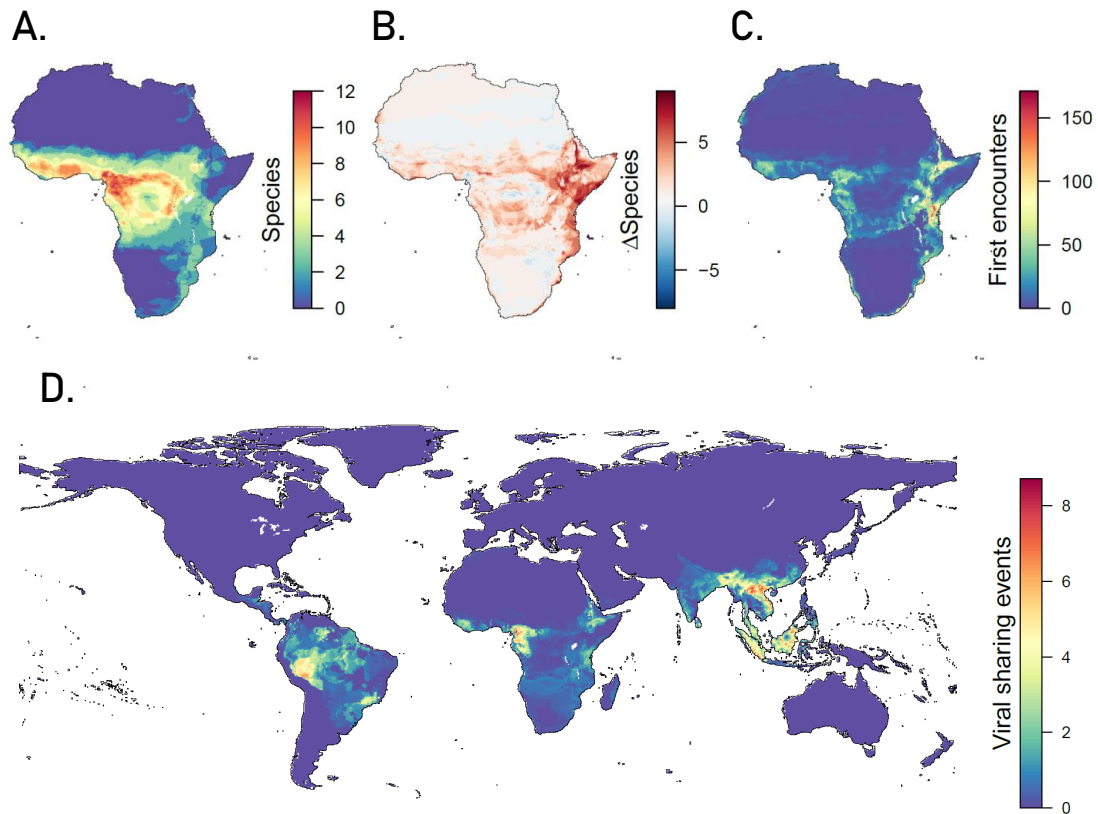 A.
B.
C.
12
10
8
6
4
2
0
Species
5
0
−5
ΔSpecies
150
100
50
0
First encounters
D.
8
6
4
2
0
Viral sharing events